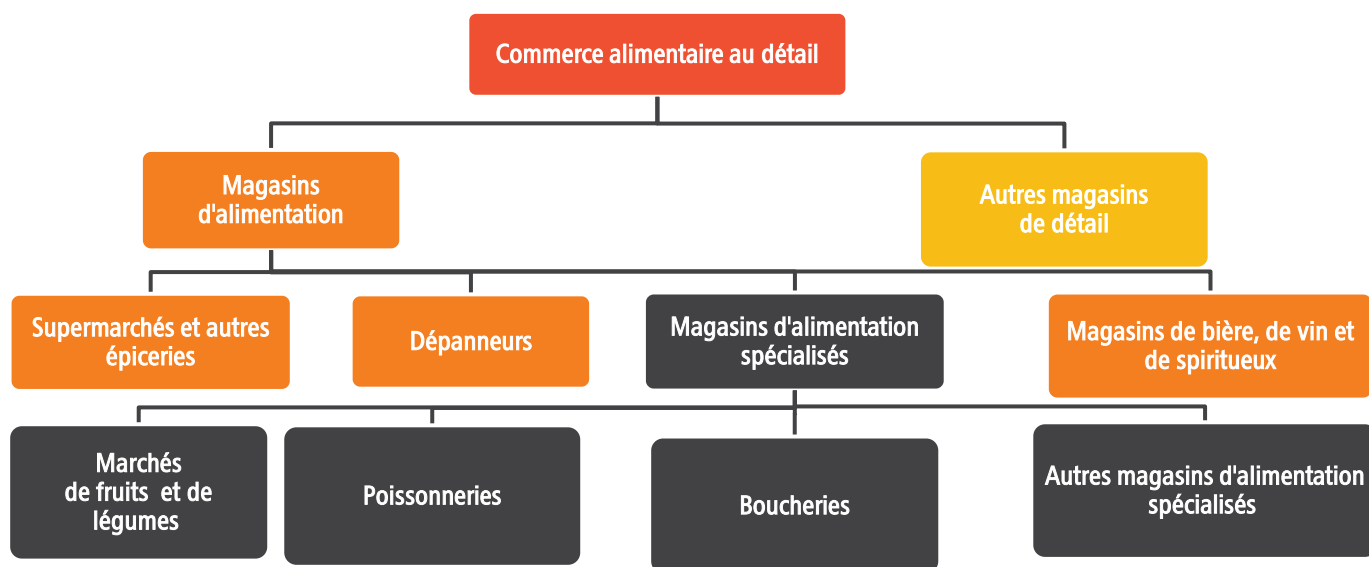 Commerce alimentaire au détail
Magasins
d'alimentation
Autres magasins
de détail
Supermarchés et autres
épiceries
Dépanneurs
Magasins d'alimentation
spécialisés
Magasins de bière, de vin et
de spiritueux
Marchés
de fruits et de
légumes
Poissonneries
Boucheries
Autres magasins d'alimentation
spécialisés